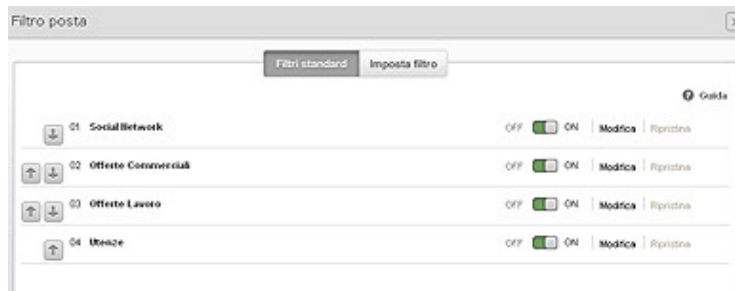 Filtro posta
Filtri standard Imposta filtro
Guida
01 Social Network OFF ON Modifica Ripristina
02 Offerte Commerciali OFF ON Modifica Ripristina
03 Offerte Lavoro OFF ON Modifica Ripristina
04 Utenze OFF ON Modifica Ripristina